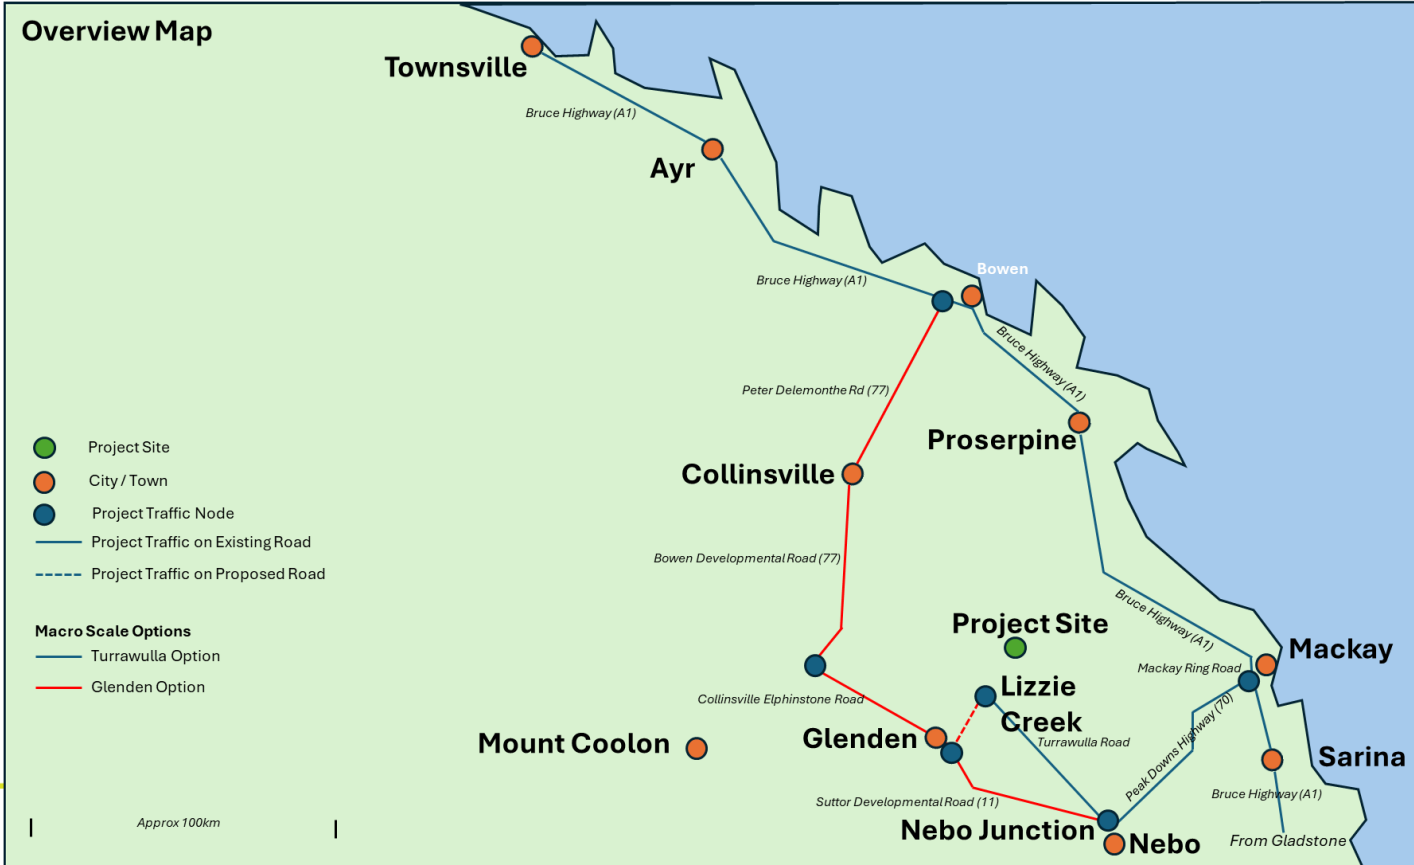 Overview Map
Townsville
Bruce Highway (A1)
Ayr
Bowen
Bruce Highway (A1)
Bruce Highway (A1)
Peter Delemonthe Rd (77)
Proserpine
Collinsville
Project Site
City / Town
Project Traffic Node
Project Traffic on Existing Road
Project Traffic on Proposed Road
Bowen Developmental Road (77)
Bruce Highway (A1)
Project Site
Macro Scale Options
Turrawulla Option
Glenden Option
Mackay
Mackay Ring Road
Lizzie
Creek
Collinsville Elphinstone Road
Peak Downs Highway (70)
Mount Coolon
Glenden
Turrawulla Road
Sarina
Suttor Developmental Road (11)
Bruce Highway (A1)
Approx 100km
Nebo Junction
Nebo
From Gladstone